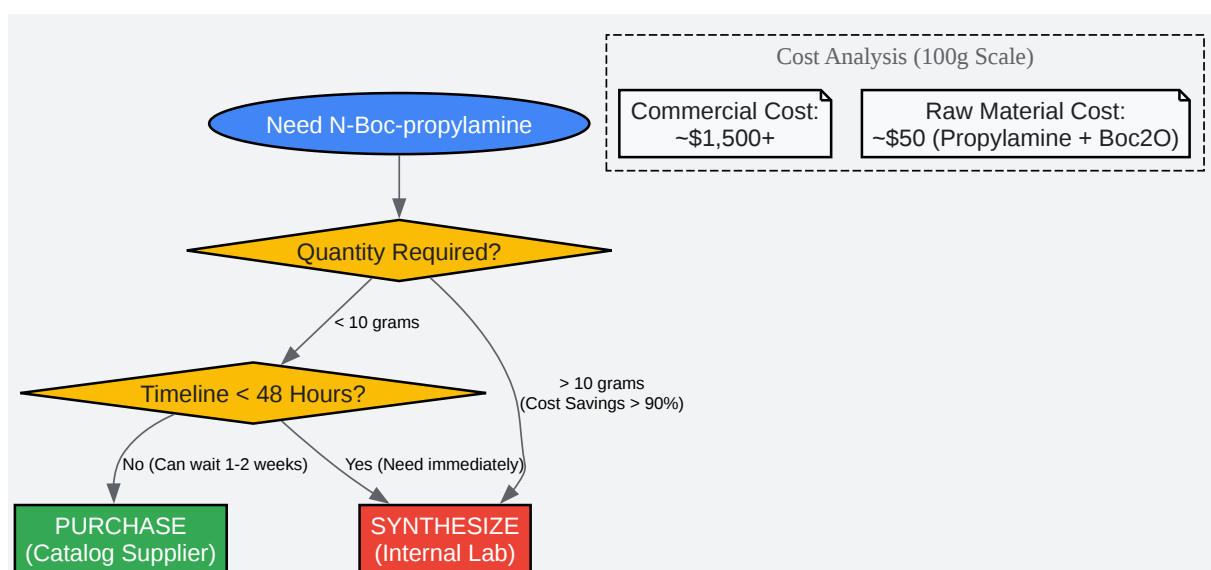 Cost Analysis (100g Scale)
Commercial Cost:
~$1,500+
Raw Material Cost:
~$50 (Propylamine + Boc2O)
Need N-Boc-propylamine
Quantity Required?
< 10 grams
> 10 grams
(Cost Savings > 90%)
Timeline < 48 Hours?
No (Can wait 1-2 weeks)
Yes (Need immediately)
PURCHASE
(Catalog Supplier)
SYNTHESIZE
(Internal Lab)